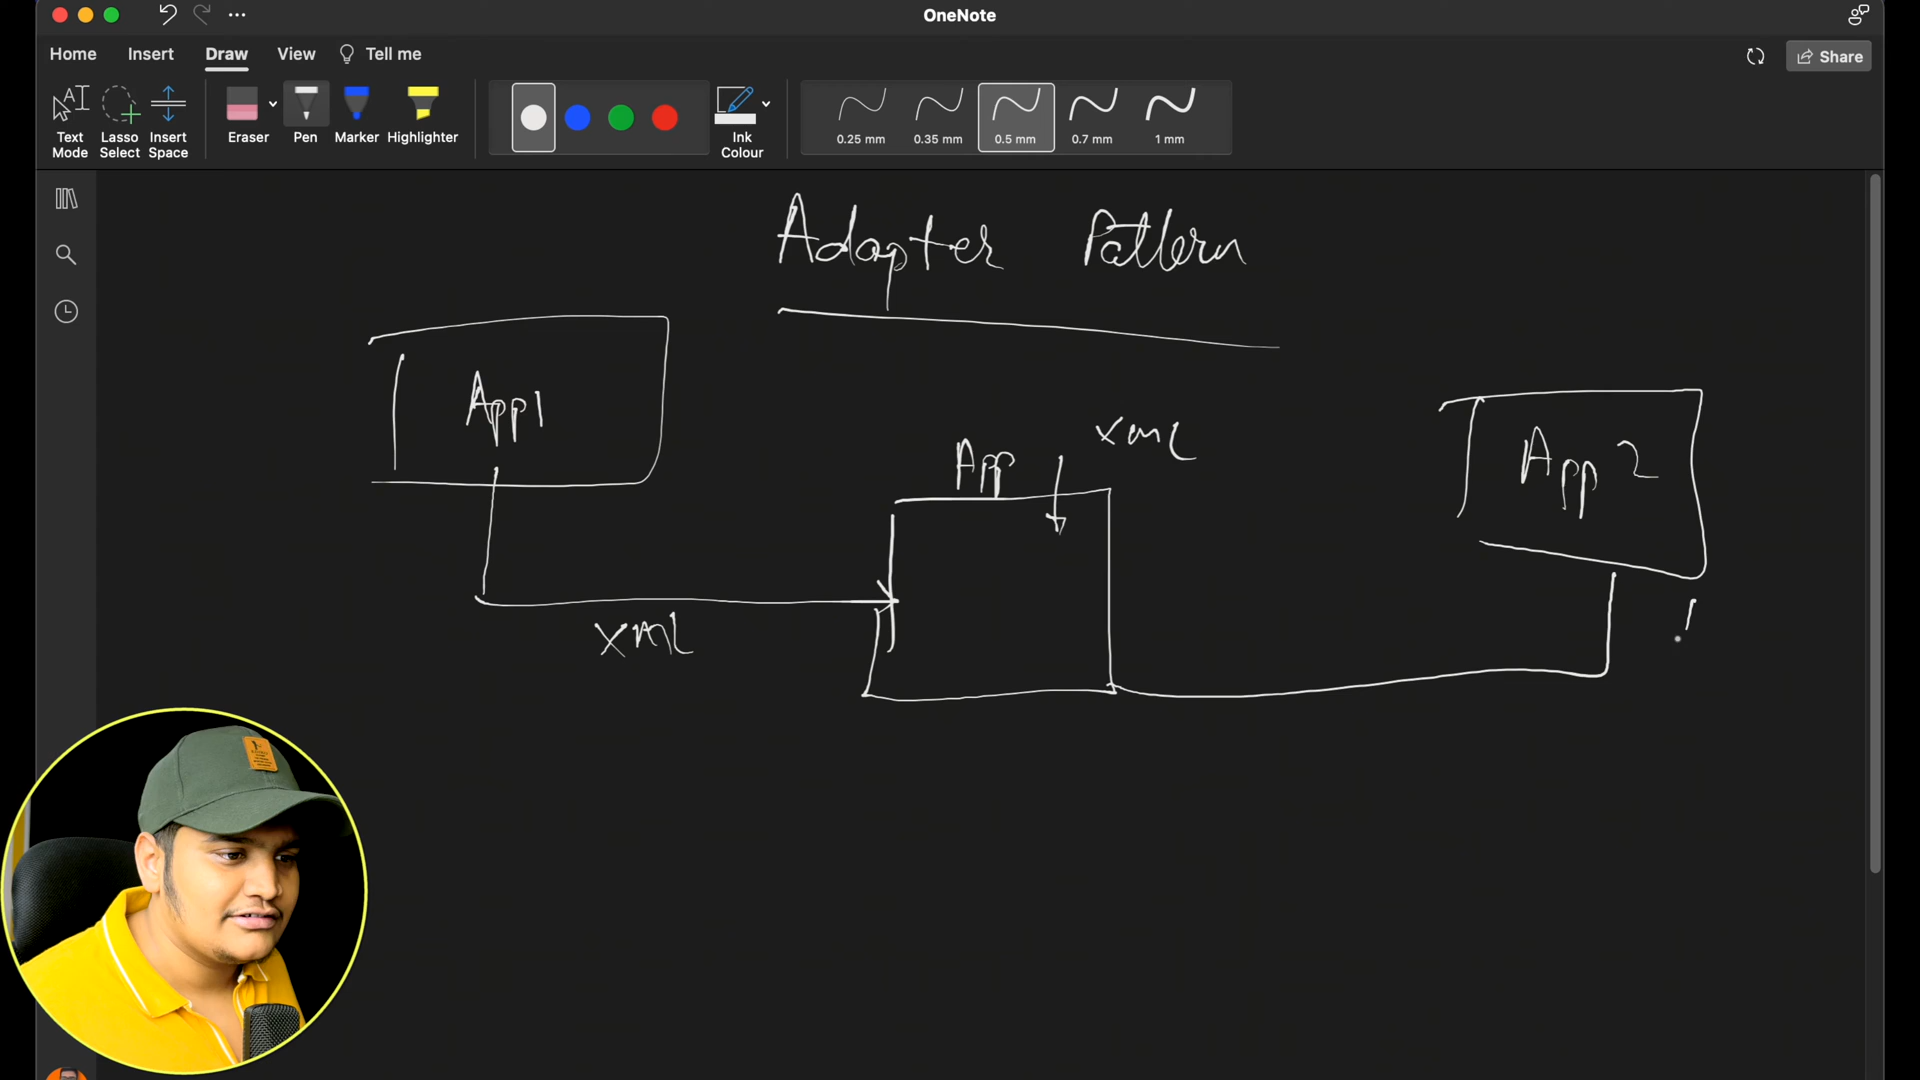 OneNote
Home Insert Draw View Tell me
Share
Text Mode
Lasso Select
Insert Space
Eraser
Pen
Marker
Highlighter
Ink Colour
0.25 mm
0.35 mm
0.5 mm
0.7 mm
1 mm
Adapter Pattern
App1
App
xml
App 2
xml